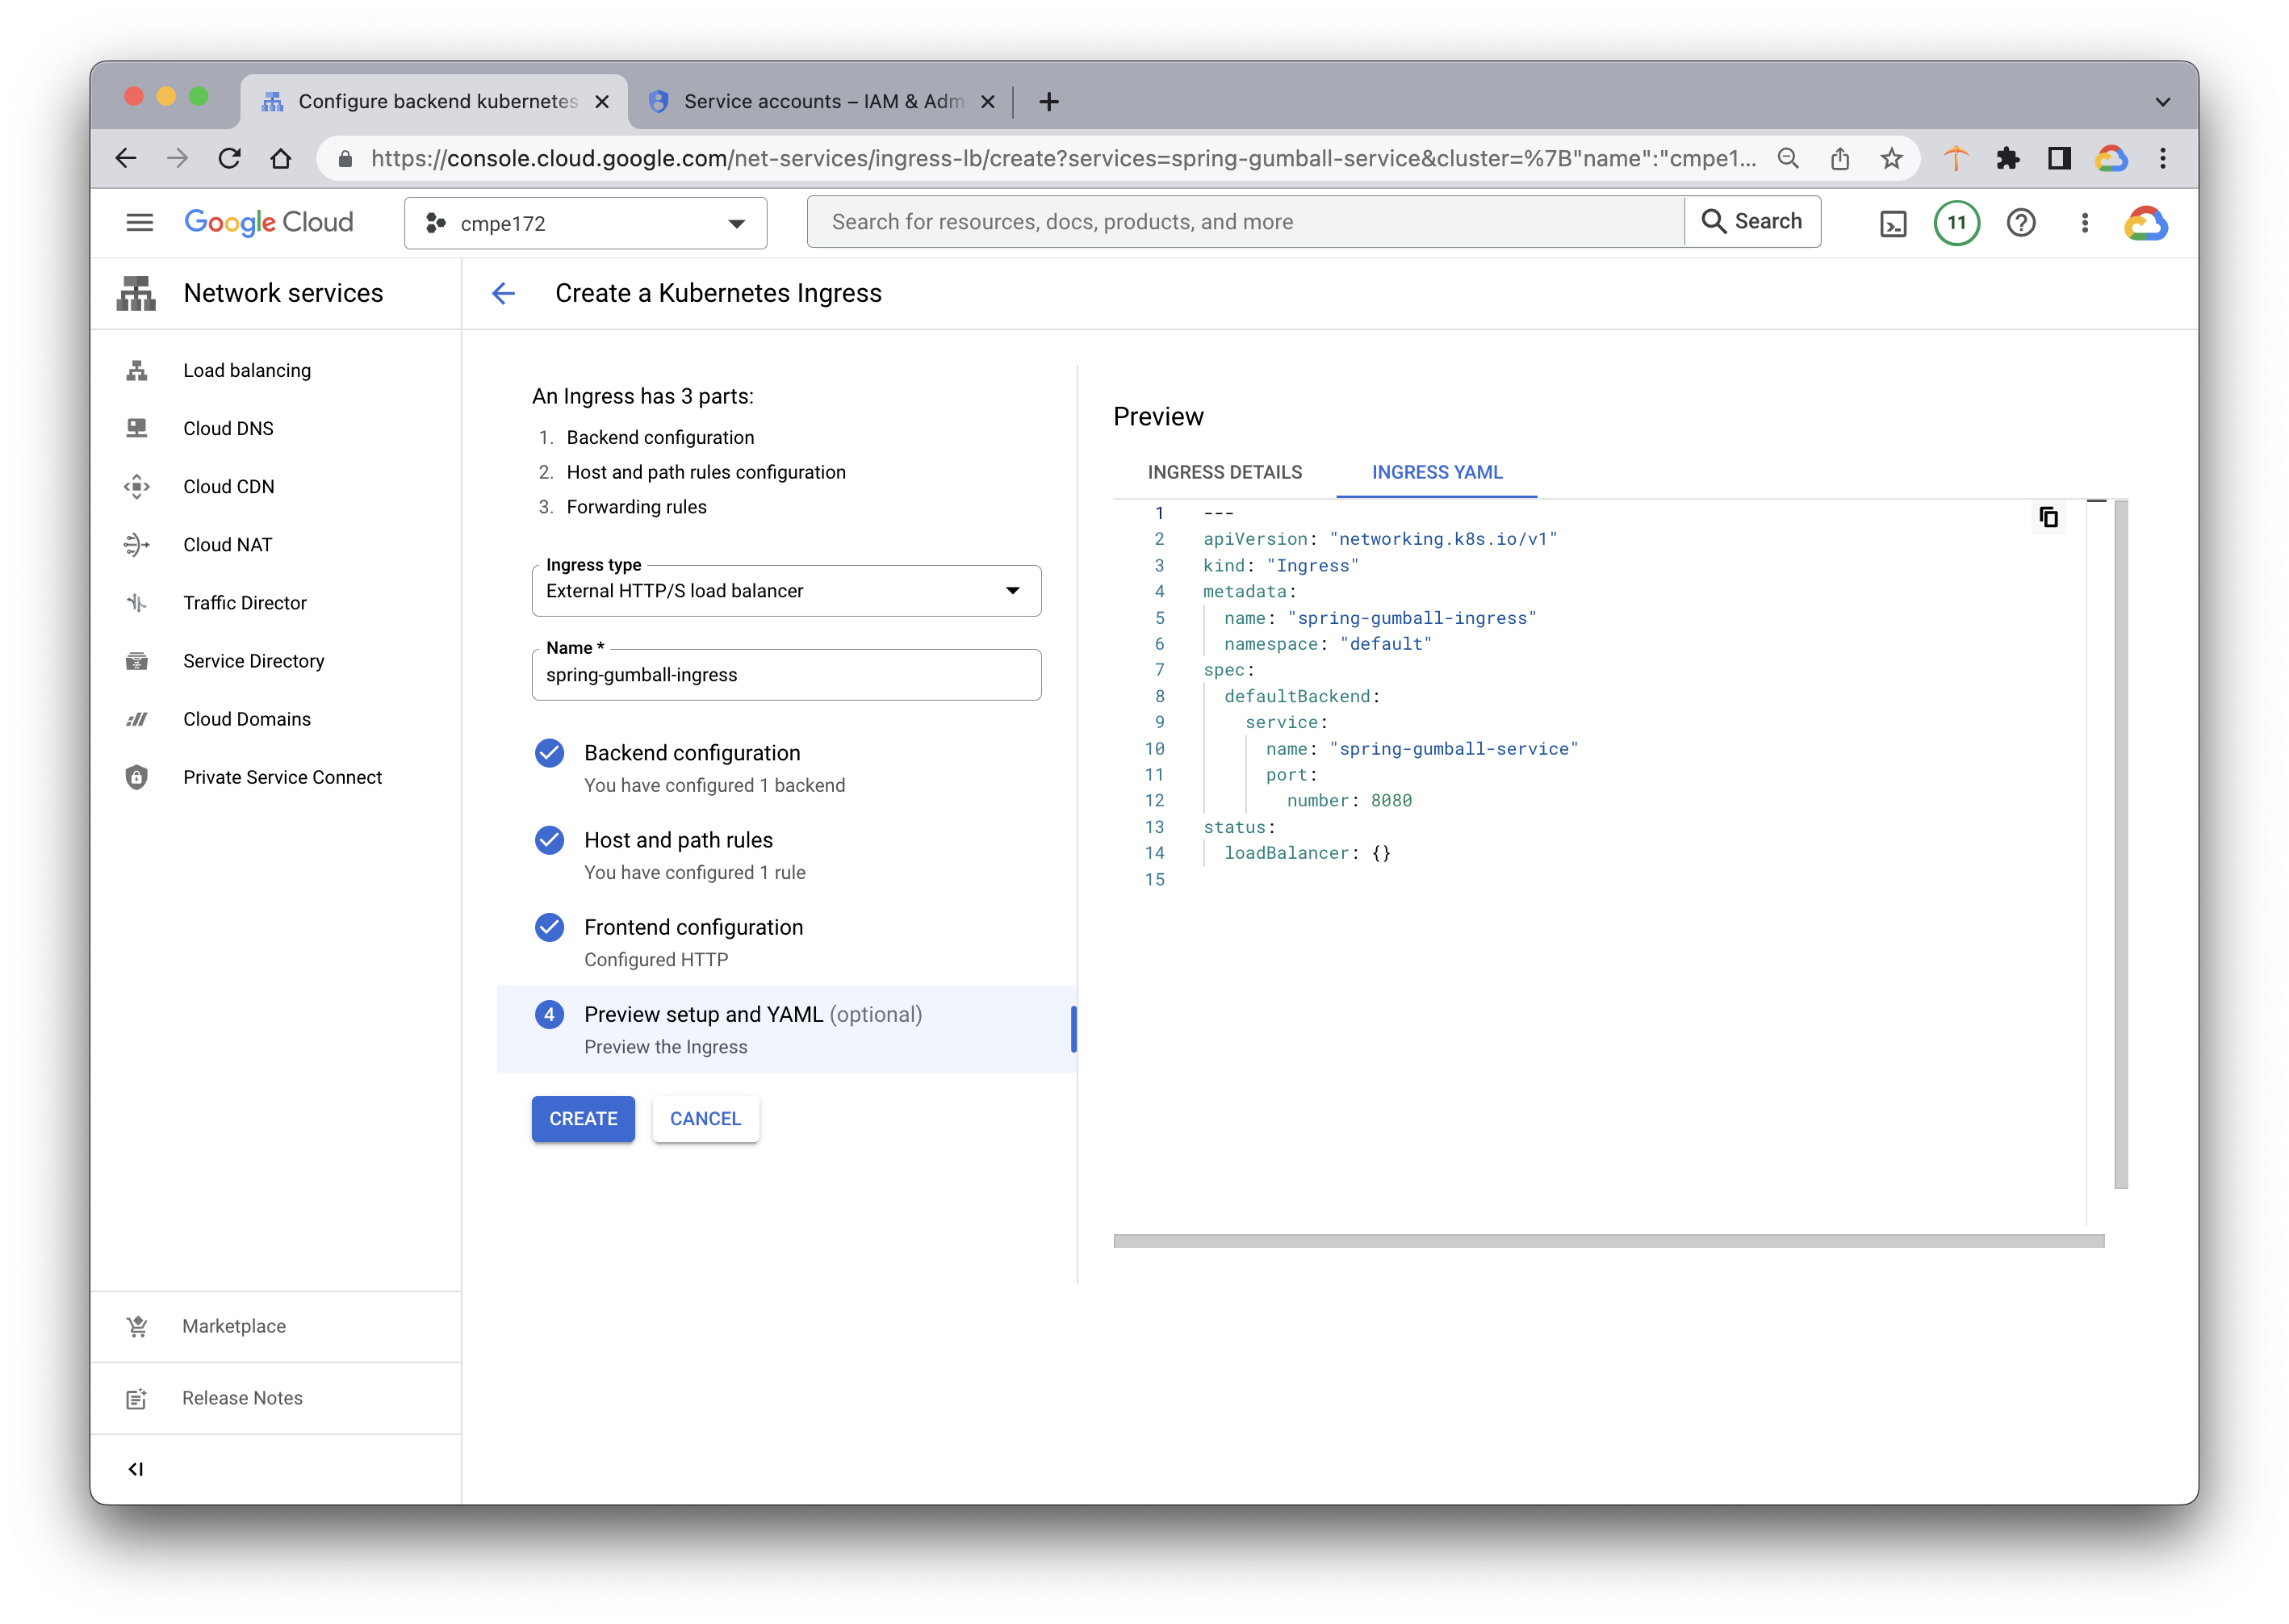 Configure backend kubernetes
Service accounts – IAM & Adm
https://console.cloud.google.com/net-services/ingress-lb/create?services=spring-gumball-service&cluster=%7B"name":"cmpe1...
Google Cloud
cmpe172
Search for resources, docs, products, and more
Search
11
Network services
Create a Kubernetes Ingress
Load balancing
Cloud DNS
Cloud CDN
Cloud NAT
Traffic Director
Service Directory
Cloud Domains
Private Service Connect
Marketplace
Release Notes
An Ingress has 3 parts:
1. Backend configuration
2. Host and path rules configuration
3. Forwarding rules
Ingress type
External HTTP/S load balancer
Name *
spring-gumball-ingress
Backend configuration
You have configured 1 backend
Host and path rules
You have configured 1 rule
Frontend configuration
Configured HTTP
4 Preview setup and YAML (optional)
Preview the Ingress
CREATE CANCEL
Preview
INGRESS DETAILS INGRESS YAML
1 ---
2 apiVersion: "networking.k8s.io/v1"
3 kind: "Ingress"
4 metadata:
5 name: "spring-gumball-ingress"
6 namespace: "default"
7 spec:
8 defaultBackend:
9 service:
10 name: "spring-gumball-service"
11 port:
12 number: 8080
13 status:
14 loadBalancer: {}
15